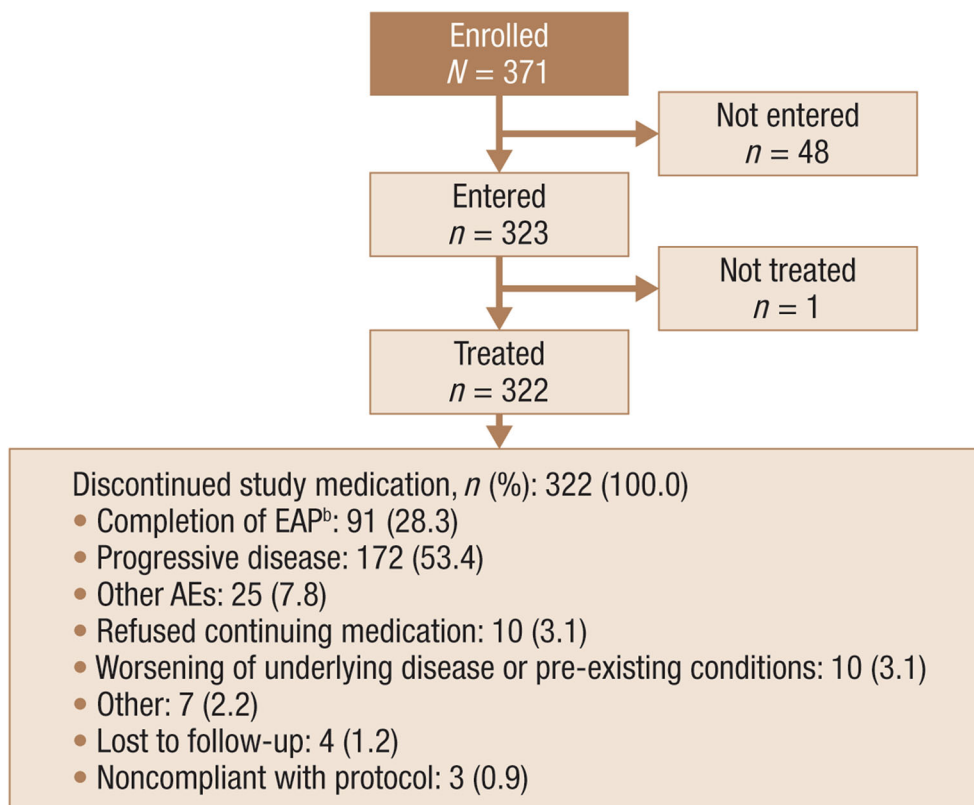 Enrolled
N = 371
Not entered
n = 48
Entered
n = 323
Not treated
n = 1
Treated
n = 322
Discontinued study medication, n (%): 322 (100.0)
• Completion of EAPᵇ: 91 (28.3)
• Progressive disease: 172 (53.4)
• Other AEs: 25 (7.8)
• Refused continuing medication: 10 (3.1)
• Worsening of underlying disease or pre-existing conditions: 10 (3.1)
• Other: 7 (2.2)
• Lost to follow-up: 4 (1.2)
• Noncompliant with protocol: 3 (0.9)